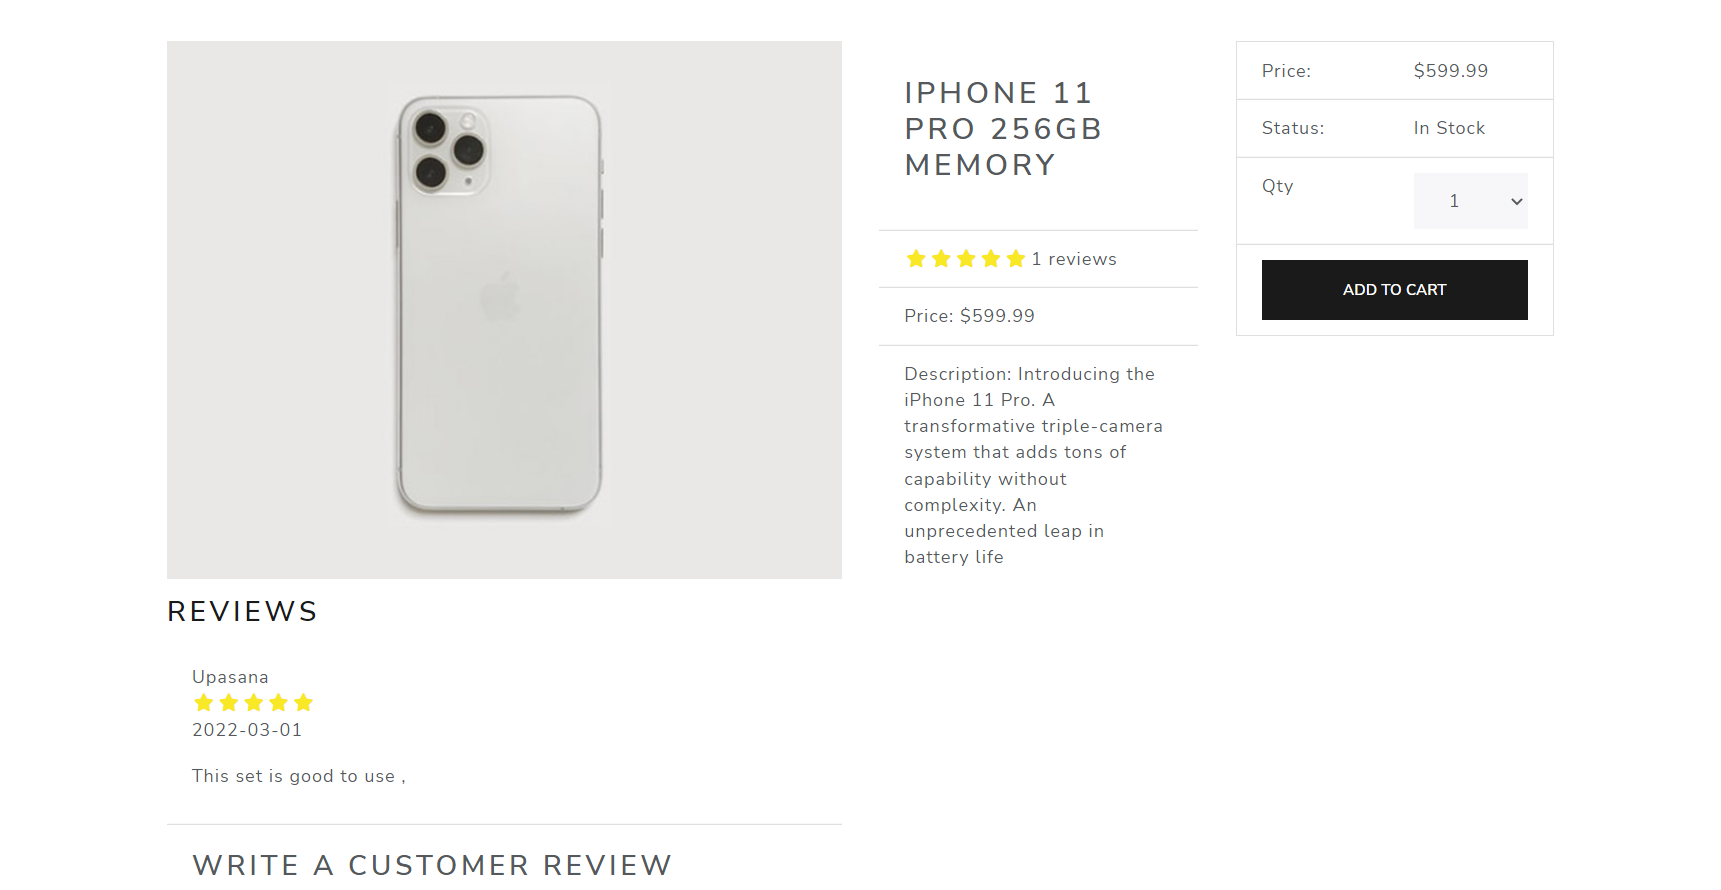 IPHONE 11
PRO 256GB
MEMORY
1 reviews
Price: $599.99
Description: Introducing the
iPhone 11 Pro. A
transformative triple-camera
system that adds tons of
capability without
complexity. An
unprecedented leap in
battery life
Price: $599.99
Status: In Stock
Qty 1
ADD TO CART
REVIEWS
Upasana
2022-03-01
This set is good to use ,
WRITE A CUSTOMER REVIEW